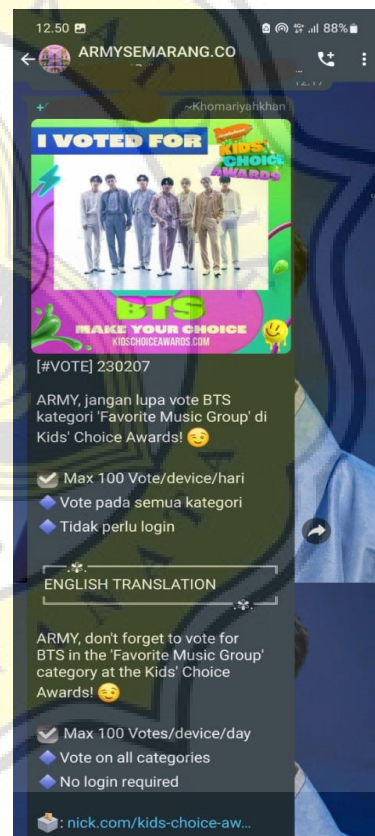 12.50
88%
ARMYSEMARANG.CO
12.17
~Khomariyahkhan
I VOTED FOR
nickelodeon
KIDS'
CHOICE
AWARDS
BTS
MAKE YOUR CHOICE
KIDSCHOICEAWARDS.COM
[#VOTE] 230207
ARMY, jangan lupa vote BTS
kategori 'Favorite Music Group' di
Kids' Choice Awards! 😏
✅ Max 100 Vote/device/hari
🔷 Vote pada semua kategori
🔷 Tidak perlu login
ENGLISH TRANSLATION
ARMY, don't forget to vote for
BTS in the 'Favorite Music Group'
category at the Kids' Choice
Awards! 😏
✅ Max 100 Votes/device/day
🔷 Vote on all categories
🔷 No login required
🗳️: nick.com/kids-choice-aw...